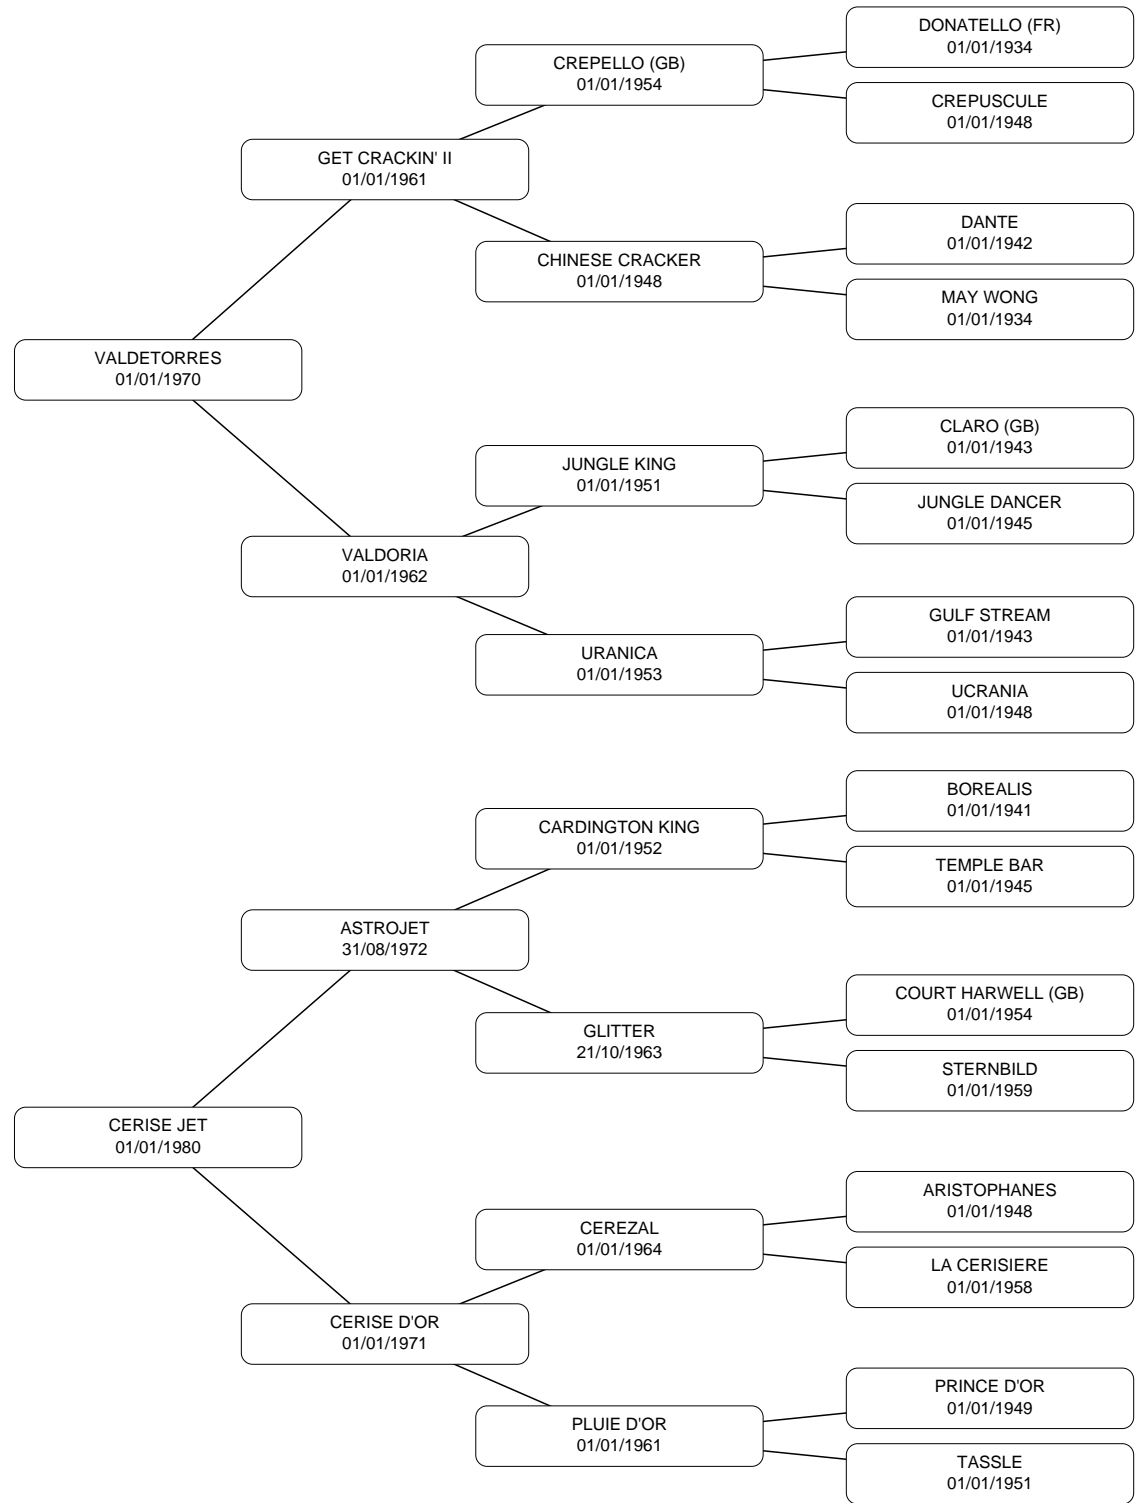 DONATELLO (FR)
01/01/1934
CREPELLO (GB)
01/01/1954
CREPUSCULE
01/01/1948
GET CRACKIN' II
01/01/1961
DANTE
01/01/1942
CHINESE CRACKER
01/01/1948
MAY WONG
01/01/1934
VALDETORRES
01/01/1970
CLARO (GB)
01/01/1943
JUNGLE KING
01/01/1951
JUNGLE DANCER
01/01/1945
VALDORIA
01/01/1962
GULF STREAM
01/01/1943
URANICA
01/01/1953
UCRANIA
01/01/1948
BOREALIS
01/01/1941
CARDINGTON KING
01/01/1952
TEMPLE BAR
01/01/1945
ASTROJET
31/08/1972
COURT HARWELL (GB)
01/01/1954
GLITTER
21/10/1963
STERNBILD
01/01/1959
CERISE JET
01/01/1980
ARISTOPHANES
01/01/1948
CEREZAL
01/01/1964
LA CERISIERE
01/01/1958
CERISE D'OR
01/01/1971
PRINCE D'OR
01/01/1949
PLUIE D'OR
01/01/1961
TASSLE
01/01/1951